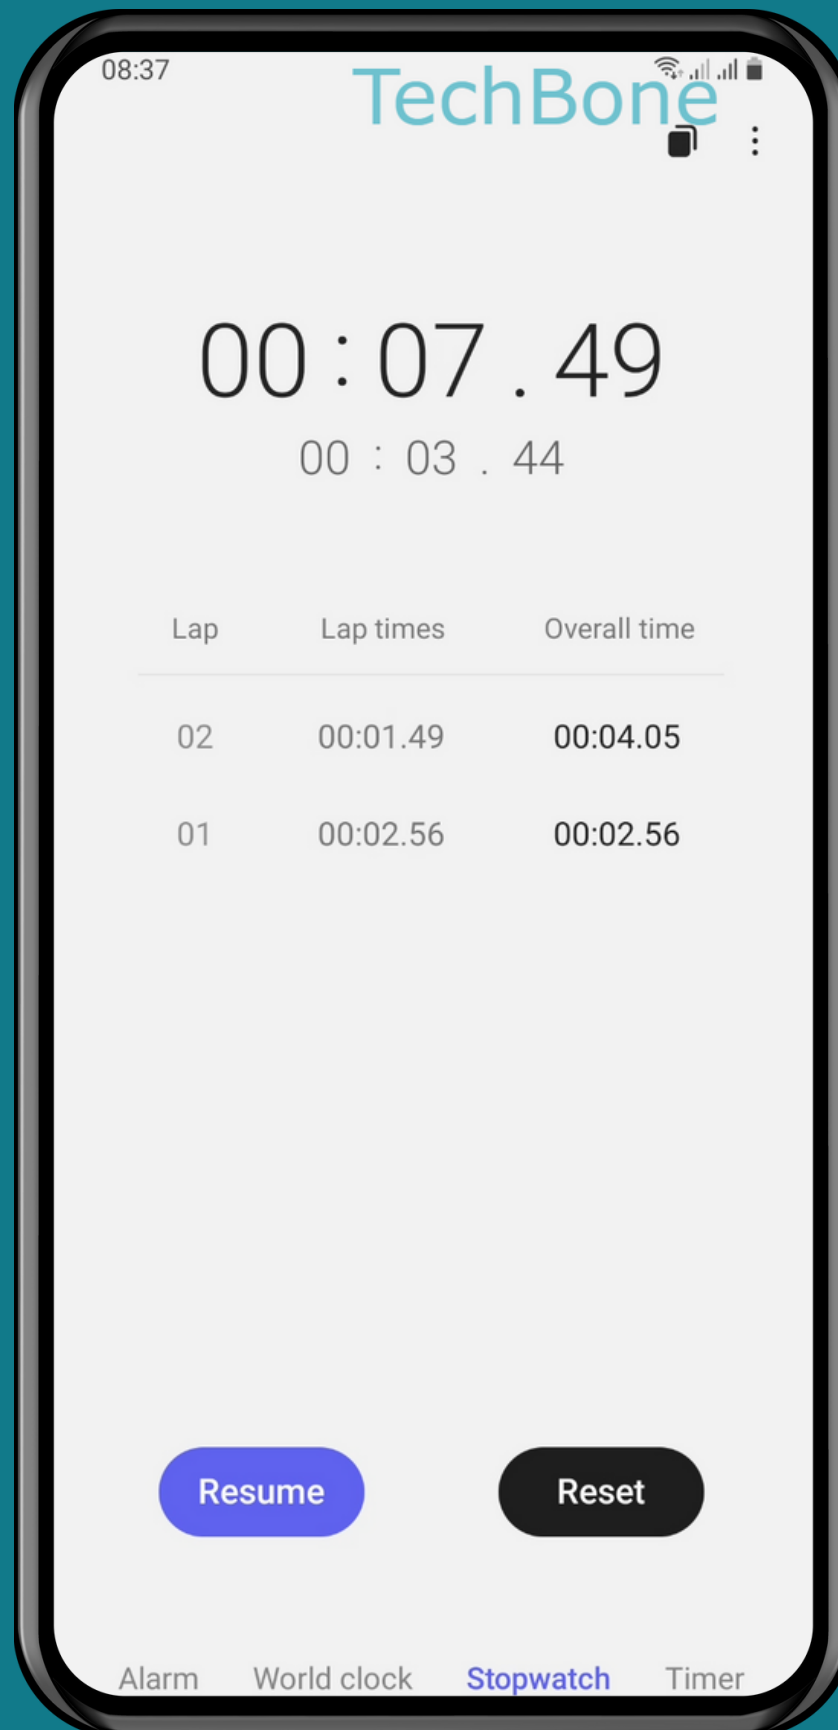 08:37
TechBone
00 : 07 . 49
00 : 03 . 44
Lap Lap times Overall time
02 00:01.49 00:04.05
01 00:02.56 00:02.56
Resume Reset
Alarm World clock Stopwatch Timer